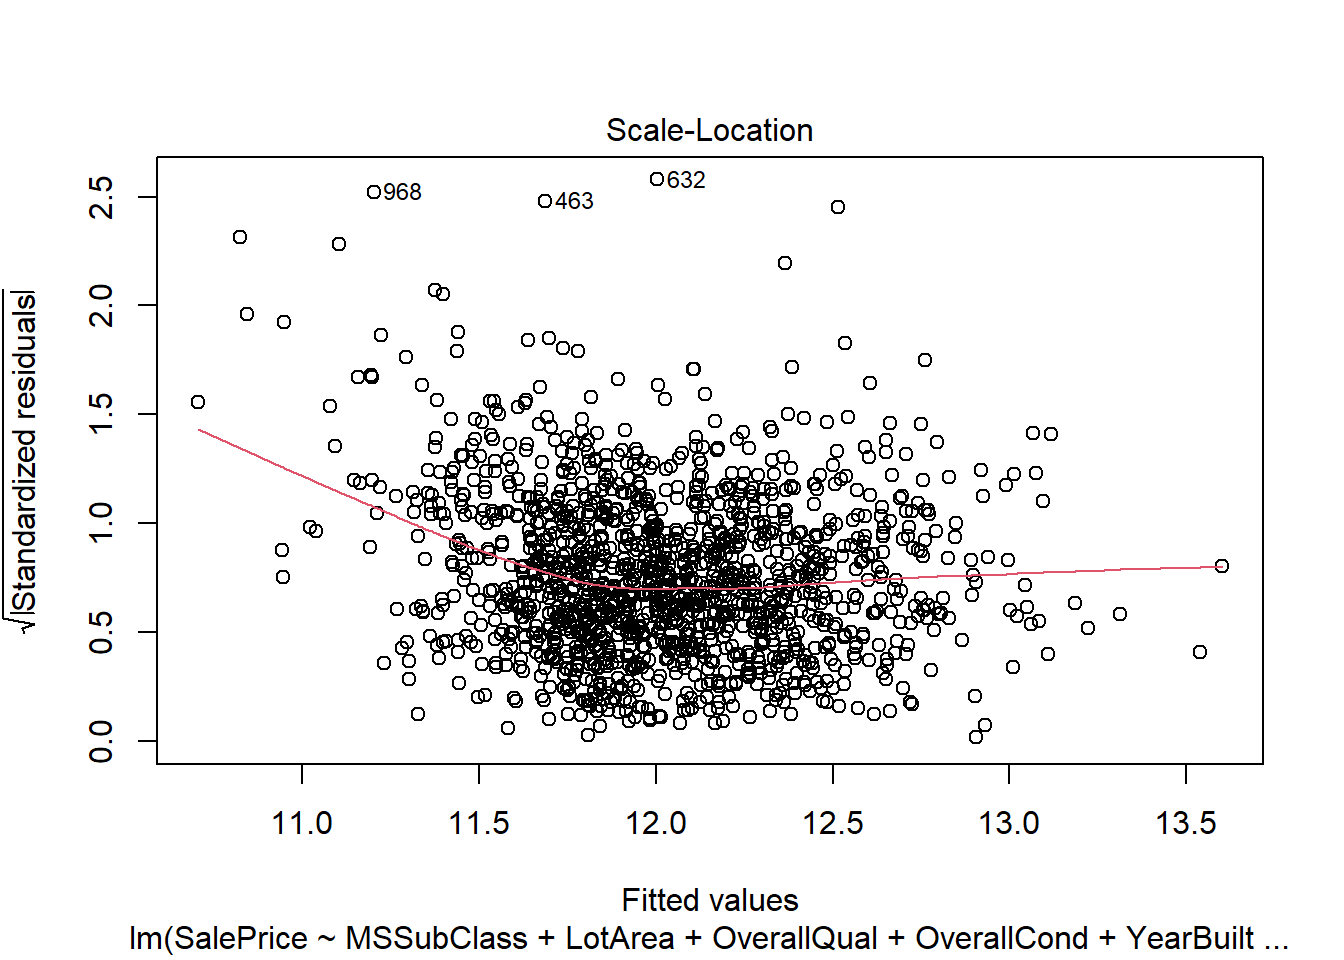 Scale-Location
√|Standardized residuals|
2.5
2.0
1.5
1.0
0.5
0.0
968
463
632
11.0 11.5 12.0 12.5 13.0 13.5
Fitted values
lm(SalePrice ~ MSSubClass + LotArea + OverallQual + OverallCond + YearBuilt ...